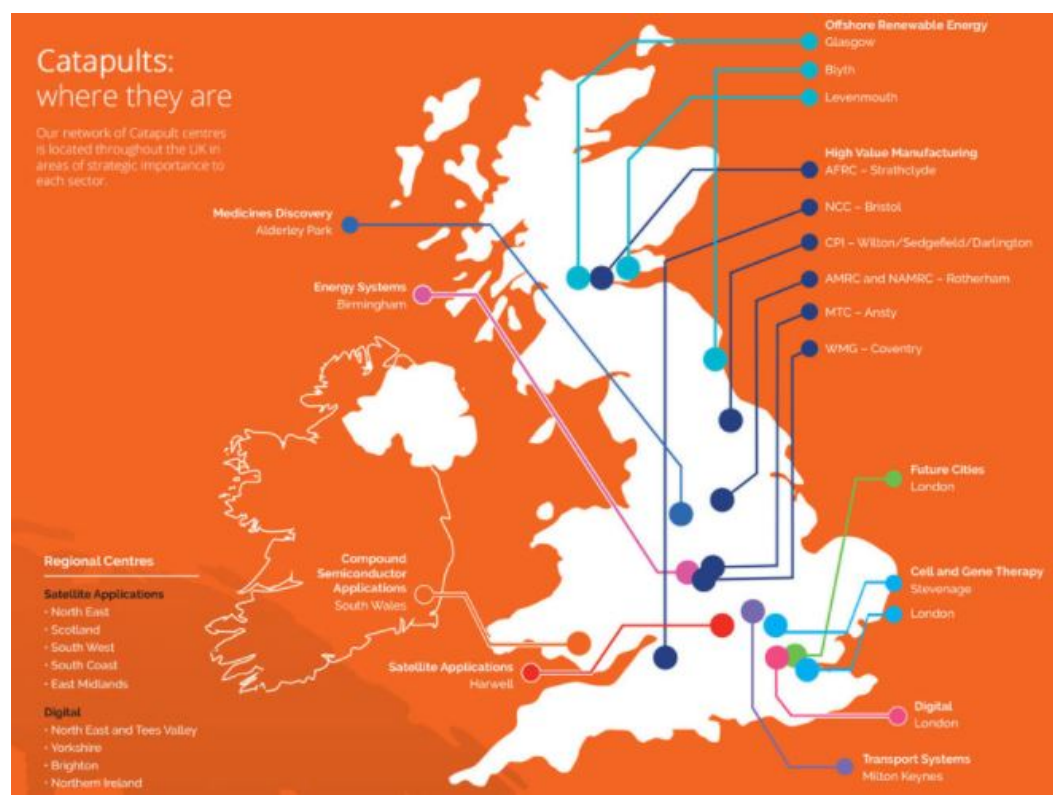 Catapults:
where they are
Our network of Catapult centres
is located throughout the UK in
areas of strategic importance to
each sector.
Offshore Renewable Energy
Glasgow
Blyth
Levenmouth
High Value Manufacturing
AFRC – Strathclyde
NCC – Bristol
CPI – Wilton/Sedgefield/Darlington
AMRC and NAMRC – Rotherham
MTC – Ansty
WMG – Coventry
Medicines Discovery
Alderley Park
Energy Systems
Birmingham
Future Cities
London
Cell and Gene Therapy
Stevenage
London
Compound
Semiconductor
Applications
South Wales
Satellite Applications
Harwell
Digital
London
Transport Systems
Milton Keynes
Regional Centres
Satellite Applications
• North East
• Scotland
• South West
• South Coast
• East Midlands
Digital
• North East and Tees Valley
• Yorkshire
• Brighton
• Northern Ireland